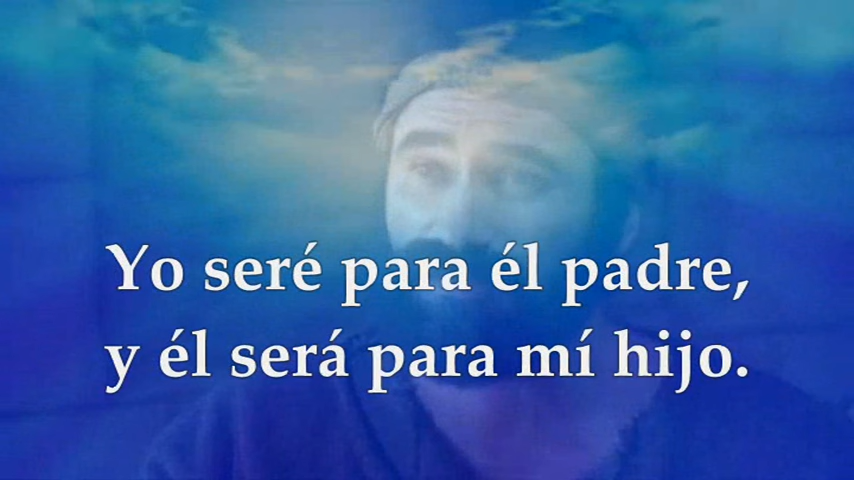 Yo seré para él padre,
y él será para mí hijo.